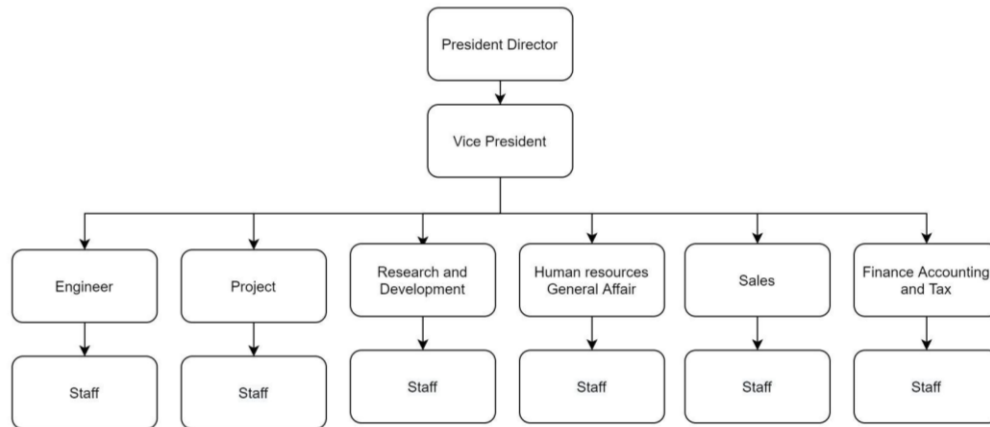 President Director
Vice President
Engineer
Project
Research and
Development
Human resources
General Affair
Sales
Finance Accounting
and Tax
Staff
Staff
Staff
Staff
Staff
Staff